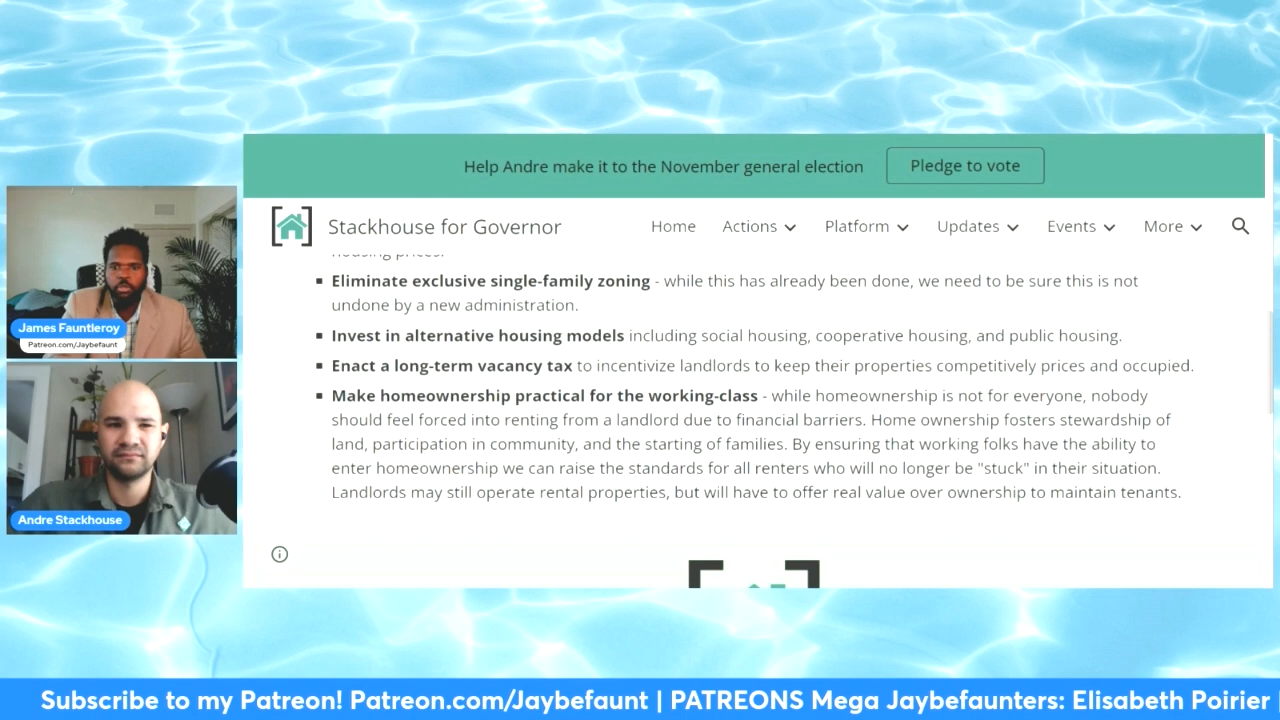 Help Andre make it to the November general election
Pledge to vote
Stackhouse for Governor
Home
Actions
Platform
Updates
Events
More
housing prices.
Eliminate exclusive single-family zoning - while this has already been done, we need to be sure this is not
undone by a new administration.
Invest in alternative housing models including social housing, cooperative housing, and public housing.
Enact a long-term vacancy tax to incentivize landlords to keep their properties competitively prices and occupied.
Make homeownership practical for the working-class - while homeownership is not for everyone, nobody
should feel forced into renting from a landlord due to financial barriers. Home ownership fosters stewardship of
land, participation in community, and the starting of families. By ensuring that working folks have the ability to
enter homeownership we can raise the standards for all renters who will no longer be "stuck" in their situation.
Landlords may still operate rental properties, but will have to offer real value over ownership to maintain tenants.
James Fauntleroy
Patreon.com/Jaybefaunt
Andre Stackhouse
Subscribe to my Patreon! Patreon.com/Jaybefaunt | PATREONS Mega Jaybefaunters: Elisabeth Poirier